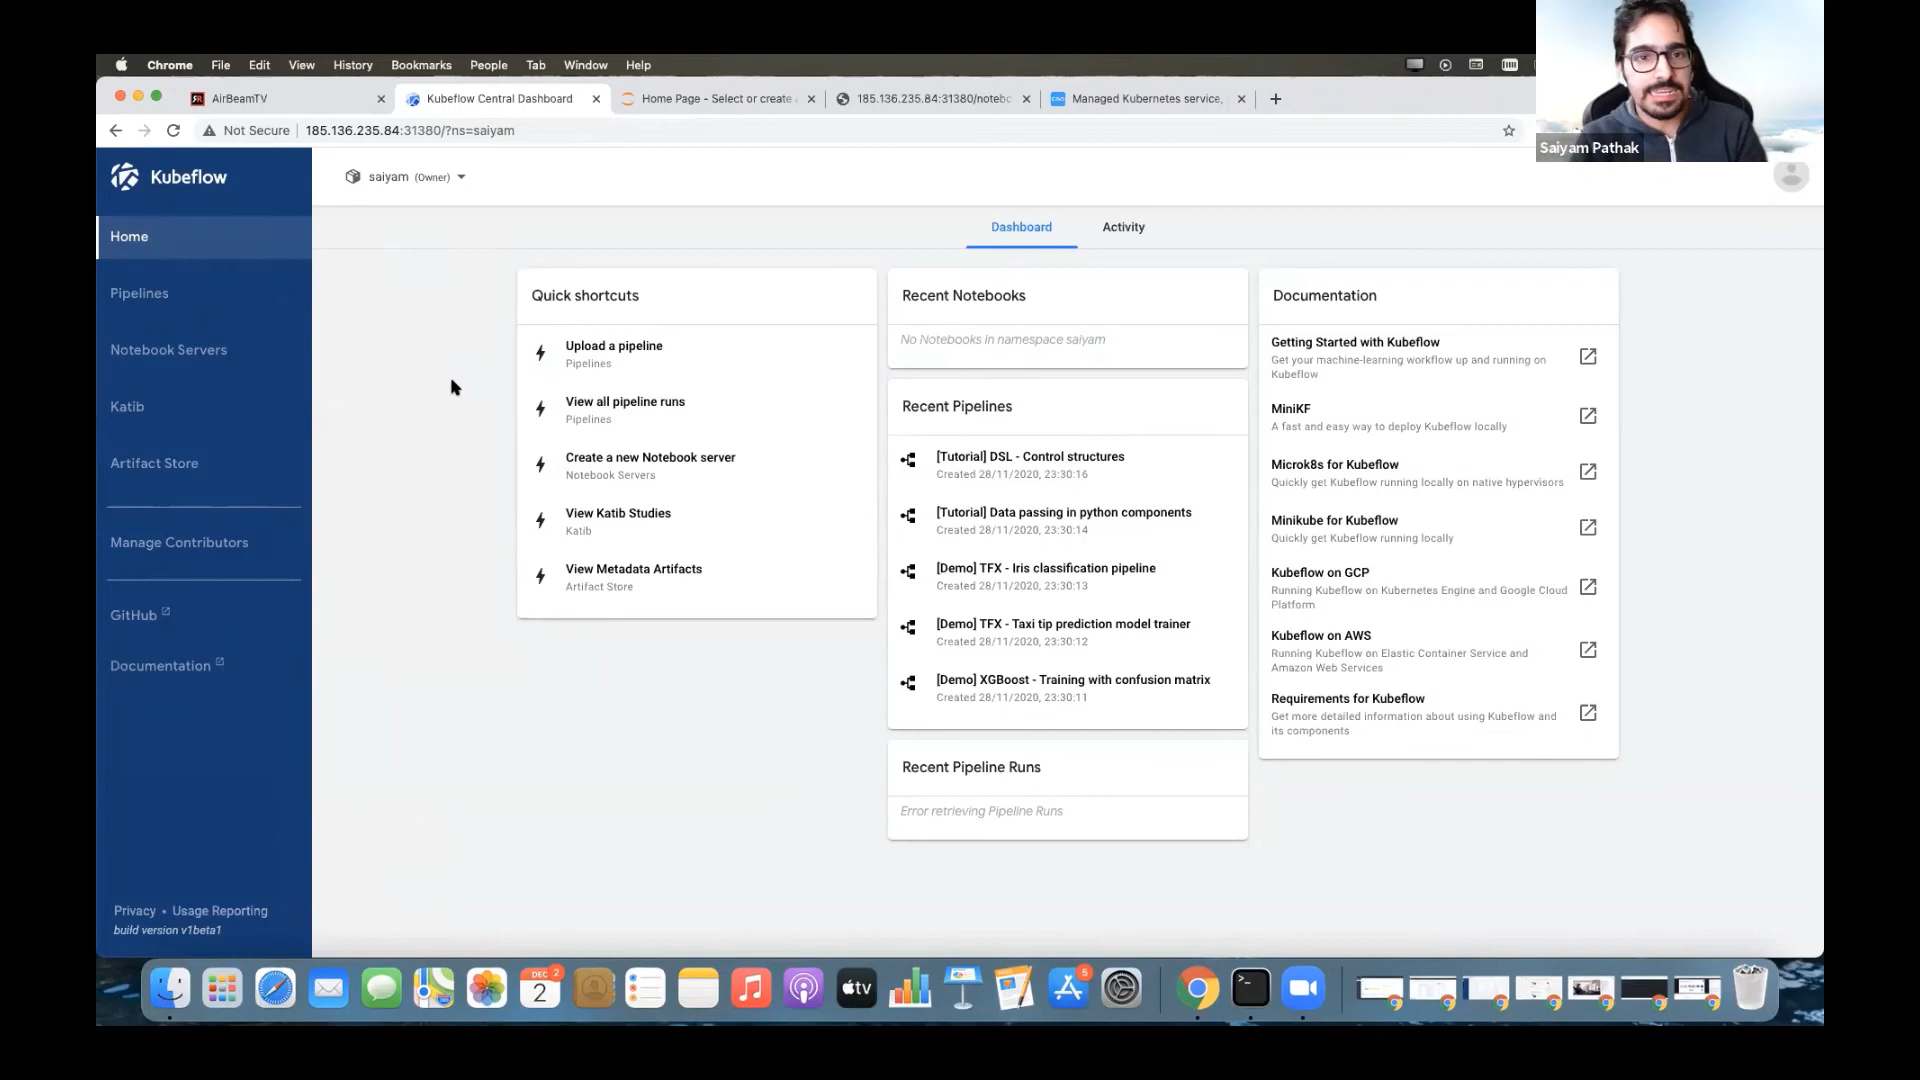 Chrome File Edit View History Bookmarks People Tab Window Help
AirBeamTV
Kubeflow Central Dashboard
Home Page - Select or create
185.136.235.84:31380/noteb
Managed Kubernetes service,
Not Secure 185.136.235.84:31380/?ns=saiyam
Saiyam Pathak
Kubeflow
saiyam (Owner)
Home
Pipelines
Notebook Servers
Katib
Artifact Store
Manage Contributors
GitHub
Documentation
Privacy • Usage Reporting
build version v1beta1
Dashboard Activity
Quick shortcuts
Upload a pipeline
Pipelines
View all pipeline runs
Pipelines
Create a new Notebook server
Notebook Servers
View Katib Studies
Katib
View Metadata Artifacts
Artifact Store
Recent Notebooks
No Notebooks in namespace saiyam
Recent Pipelines
[Tutorial] DSL - Control structures
Created 28/11/2020, 23:30:16
[Tutorial] Data passing in python components
Created 28/11/2020, 23:30:14
[Demo] TFX - Iris classification pipeline
Created 28/11/2020, 23:30:13
[Demo] TFX - Taxi tip prediction model trainer
Created 28/11/2020, 23:30:12
[Demo] XGBoost - Training with confusion matrix
Created 28/11/2020, 23:30:11
Recent Pipeline Runs
Error retrieving Pipeline Runs
Documentation
Getting Started with Kubeflow
Get your machine-learning workflow up and running on
Kubeflow
MiniKF
A fast and easy way to deploy Kubeflow locally
Microk8s for Kubeflow
Quickly get Kubeflow running locally on native hypervisors
Minikube for Kubeflow
Quickly get Kubeflow running locally
Kubeflow on GCP
Running Kubeflow on Kubernetes Engine and Google Cloud
Platform
Kubeflow on AWS
Running Kubeflow on Elastic Container Service and
Amazon Web Services
Requirements for Kubeflow
Get more detailed information about using Kubeflow and
its components
DEC 2
2
tv
5